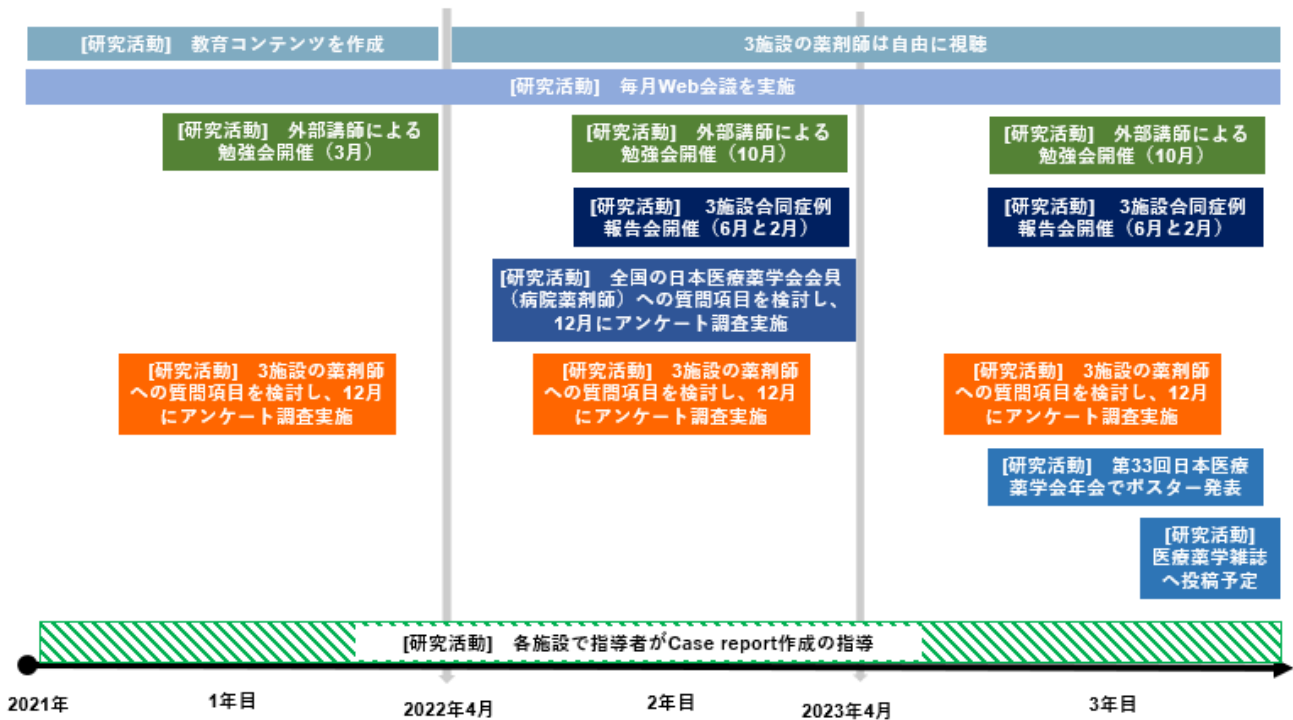 [研究活動]　教育コンテンツを作成
3施設の薬剤師は自由に視聴
[研究活動]　毎月Web会議を実施
[研究活動]　外部講師による
勉強会開催（3月）
[研究活動]　外部講師による
勉強会開催（10月）
[研究活動]　外部講師による
勉強会開催（10月）
[研究活動]　3施設合同症例
報告会開催（6月と2月）
[研究活動]　3施設合同症例
報告会開催（6月と2月）
[研究活動]　全国の日本医療薬学会会員
（病院薬剤師）への質問項目を検討し、
12月にアンケート調査実施
[研究活動]　3施設の薬剤師
への質問項目を検討し、12月
にアンケート調査実施
[研究活動]　3施設の薬剤師
への質問項目を検討し、12月
にアンケート調査実施
[研究活動]　3施設の薬剤師
への質問項目を検討し、12月
にアンケート調査実施
[研究活動]　第33回日本医療
薬学会年会でポスター発表
[研究活動]
医療薬学雑誌
へ投稿予定
[研究活動]　各施設で指導者がCase report作成の指導
2021年
1年目
2022年4月
2年目
2023年4月
3年目